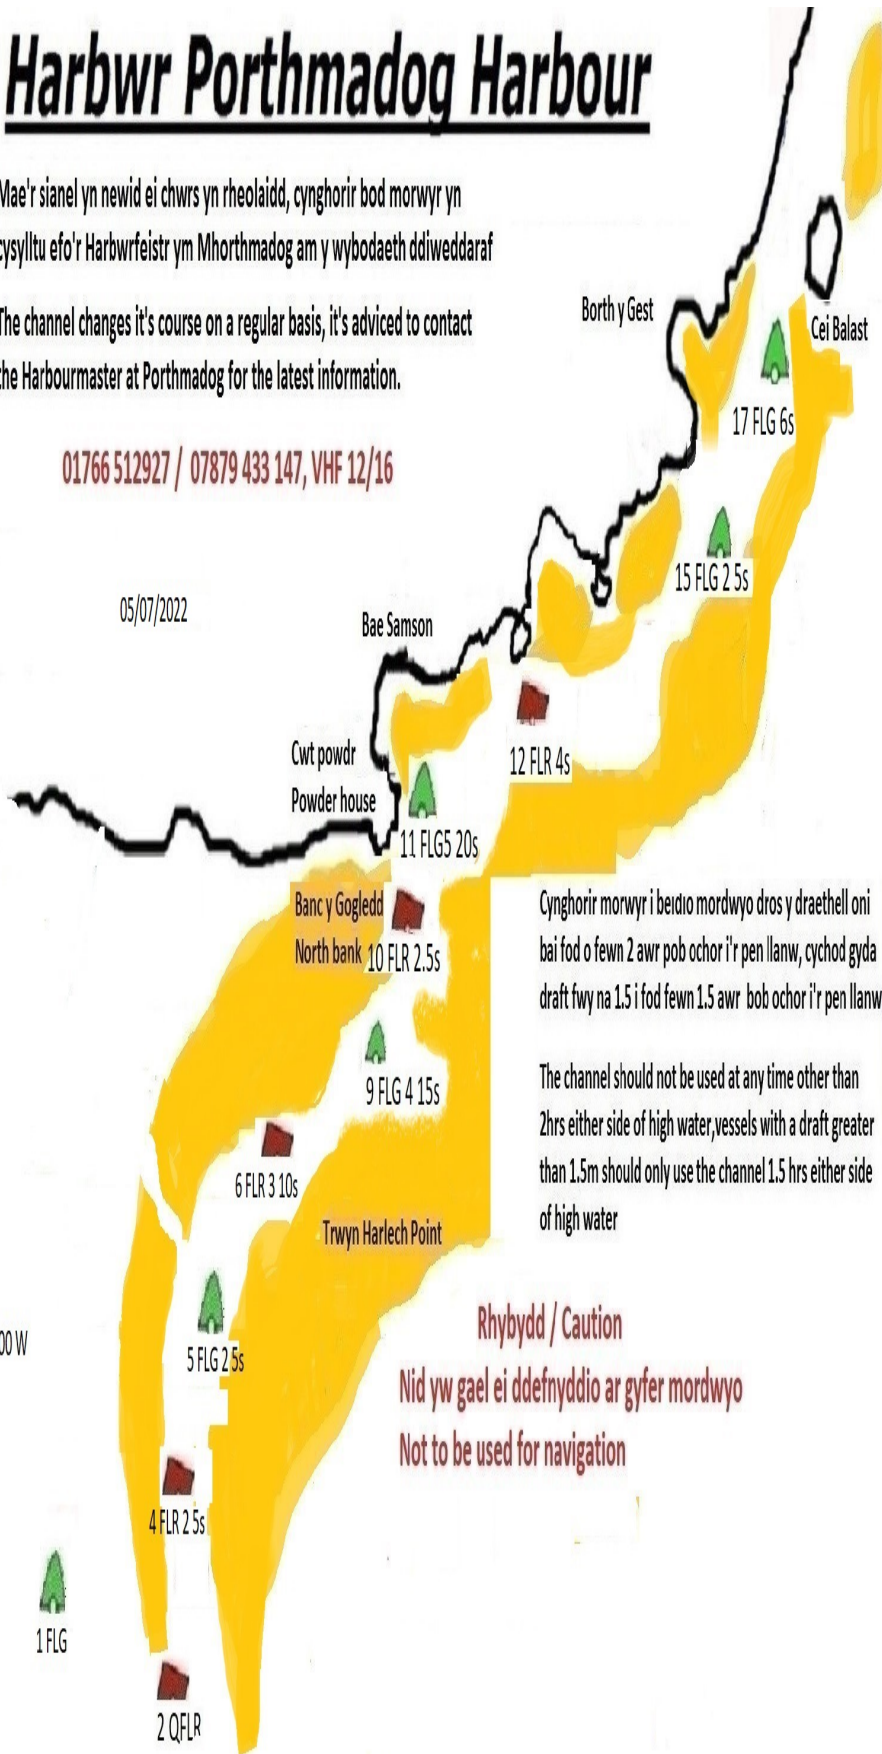 Harbwr Porthmadog Harbour
Mae'r sianel yn newid ei chwrs yn rheolaidd, cynghorir bod morwyr yn
cysylltu efo'r Harbwrfeistr ym Mhorthmadog am y wybodaeth ddiweddaraf
The channel changes it's course on a regular basis, it's adviced to contact
the Harbourmaster at Porthmadog for the latest information.
01766 512927 / 07879 433 147, VHF 12/16
05/07/2022
Borth y Gest
Cei Balast
17 FLG 6s
15 FLG 2 5s
Bae Samson
12 FLR 4s
Cwt powdr
Powder house
11 FLG5 20s
Banc y Gogledd
North bank
10 FLR 2.5s
Cynghorir morwyr i beidio mordwyo dros y draethell oni
bai fod o fewn 2 awr pob ochor i'r pen llanw, cychod gyda
draft fwy na 1.5 i fod fewn 1.5 awr bob ochor i'r pen llanw
9 FLG 4 15s
The channel should not be used at any time other than
2hrs either side of high water,vessels with a draft greater
than 1.5m should only use the channel 1.5 hrs either side
of high water
6 FLR 3 10s
Trwyn Harlech Point
Rhybydd / Caution
Nid yw gael ei ddefnyddio ar gyfer mordwyo
Not to be used for navigation
00 W
5 FLG 2 5s
4 FLR 2 5s
1 FLG
2 QFLR